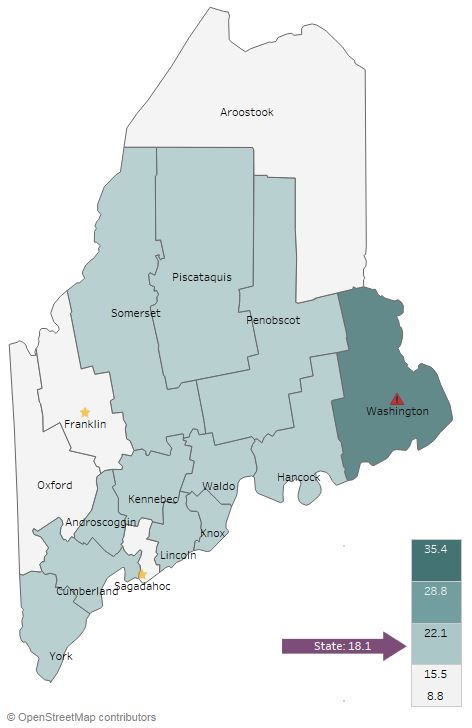 Aroostook
Piscataquis
Somerset
Penobscot
Washington
Franklin
Oxford
Waldo
Hancock
Kennebec
Androscoggin
Knox
Lincoln
Sagadahoc
Cumberland
York
35.4
28.8
22.1
State: 18.1
15.5
8.8
© OpenStreetMap contributors